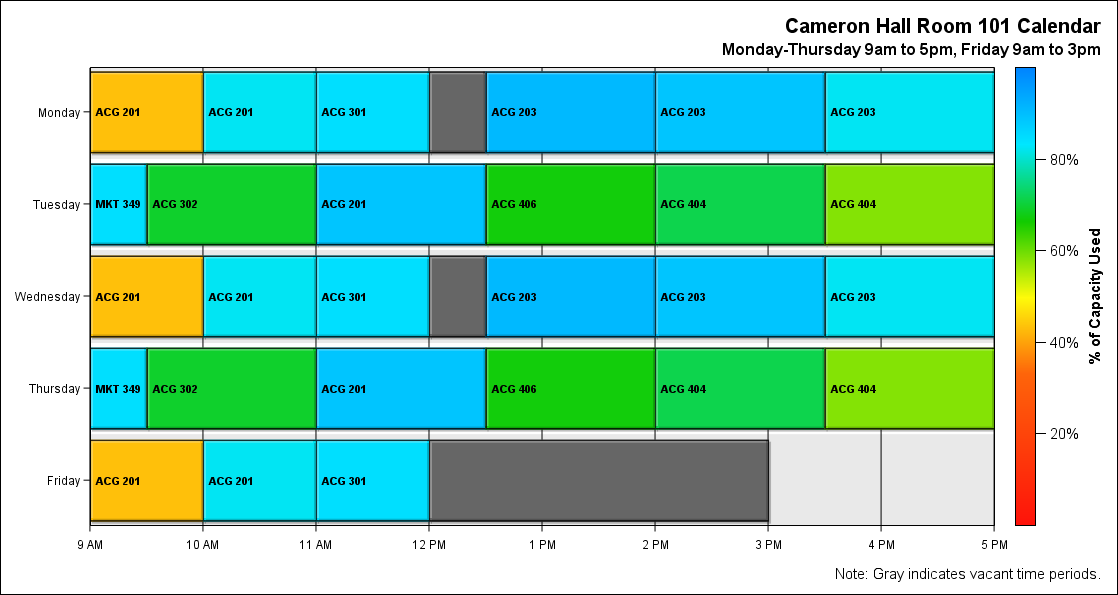 Cameron Hall Room 101 Calendar
Monday-Thursday 9am to 5pm, Friday 9am to 3pm
Monday ACG 201 ACG 201 ACG 301 ACG 203 ACG 203 ACG 203
80%
Tuesday MKT 349 ACG 302 ACG 201 ACG 406 ACG 404 ACG 404
60%
% of Capacity Used
Wednesday ACG 201 ACG 201 ACG 301 ACG 203 ACG 203 ACG 203
40%
Thursday MKT 349 ACG 302 ACG 201 ACG 406 ACG 404 ACG 404
20%
Friday ACG 201 ACG 201 ACG 301
9 AM 10 AM 11 AM 12 PM 1 PM 2 PM 3 PM 4 PM 5 PM
Note: Gray indicates vacant time periods.